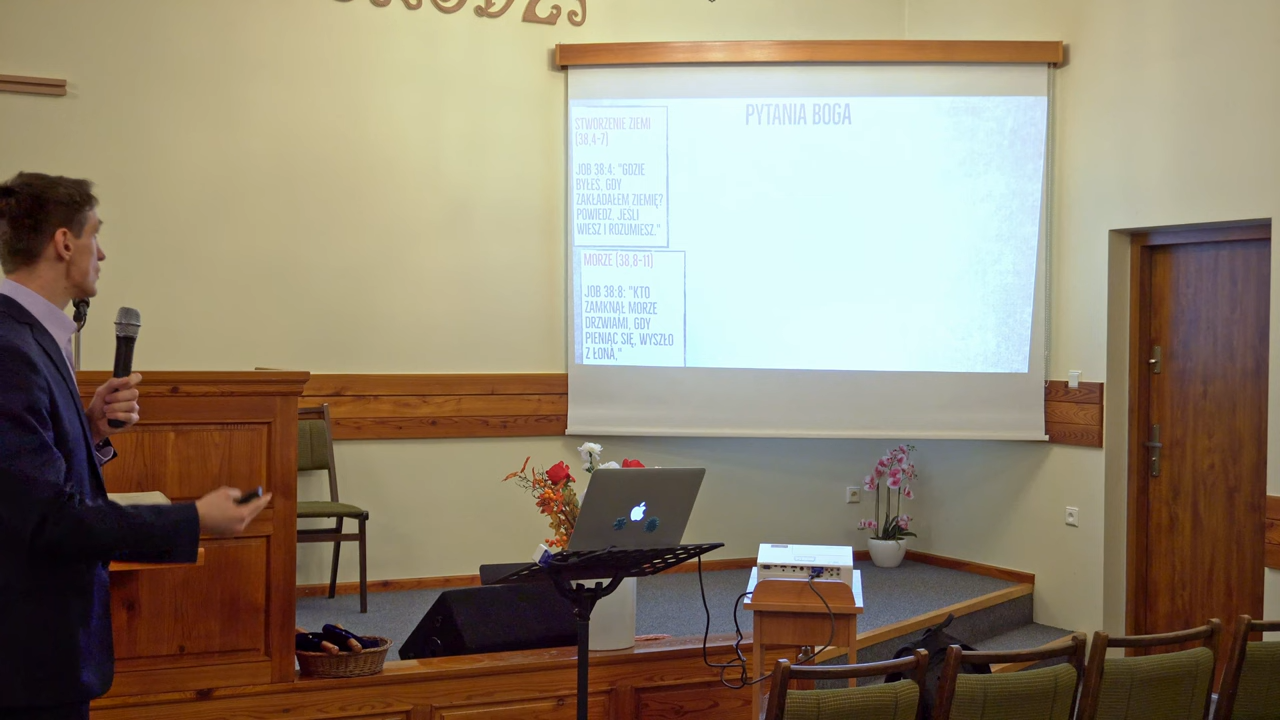 PYTANIA BOGA
STWORZENIE ZIEMI
(38,4-7)
JOB 38:4: "GDZIE
BYŁEŚ, GDY
ZAKŁADAŁEM ZIEMIĘ?
POWIEDZ, JEŚLI
WIESZ I ROZUMIESZ."
MORZE (38,8-11)
JOB 38:8: "KTO
ZAMKNĄŁ MORZE
DRZWIAMI, GDY
PIENIĄC SIĘ, WYSZŁO
Z ŁONA,"